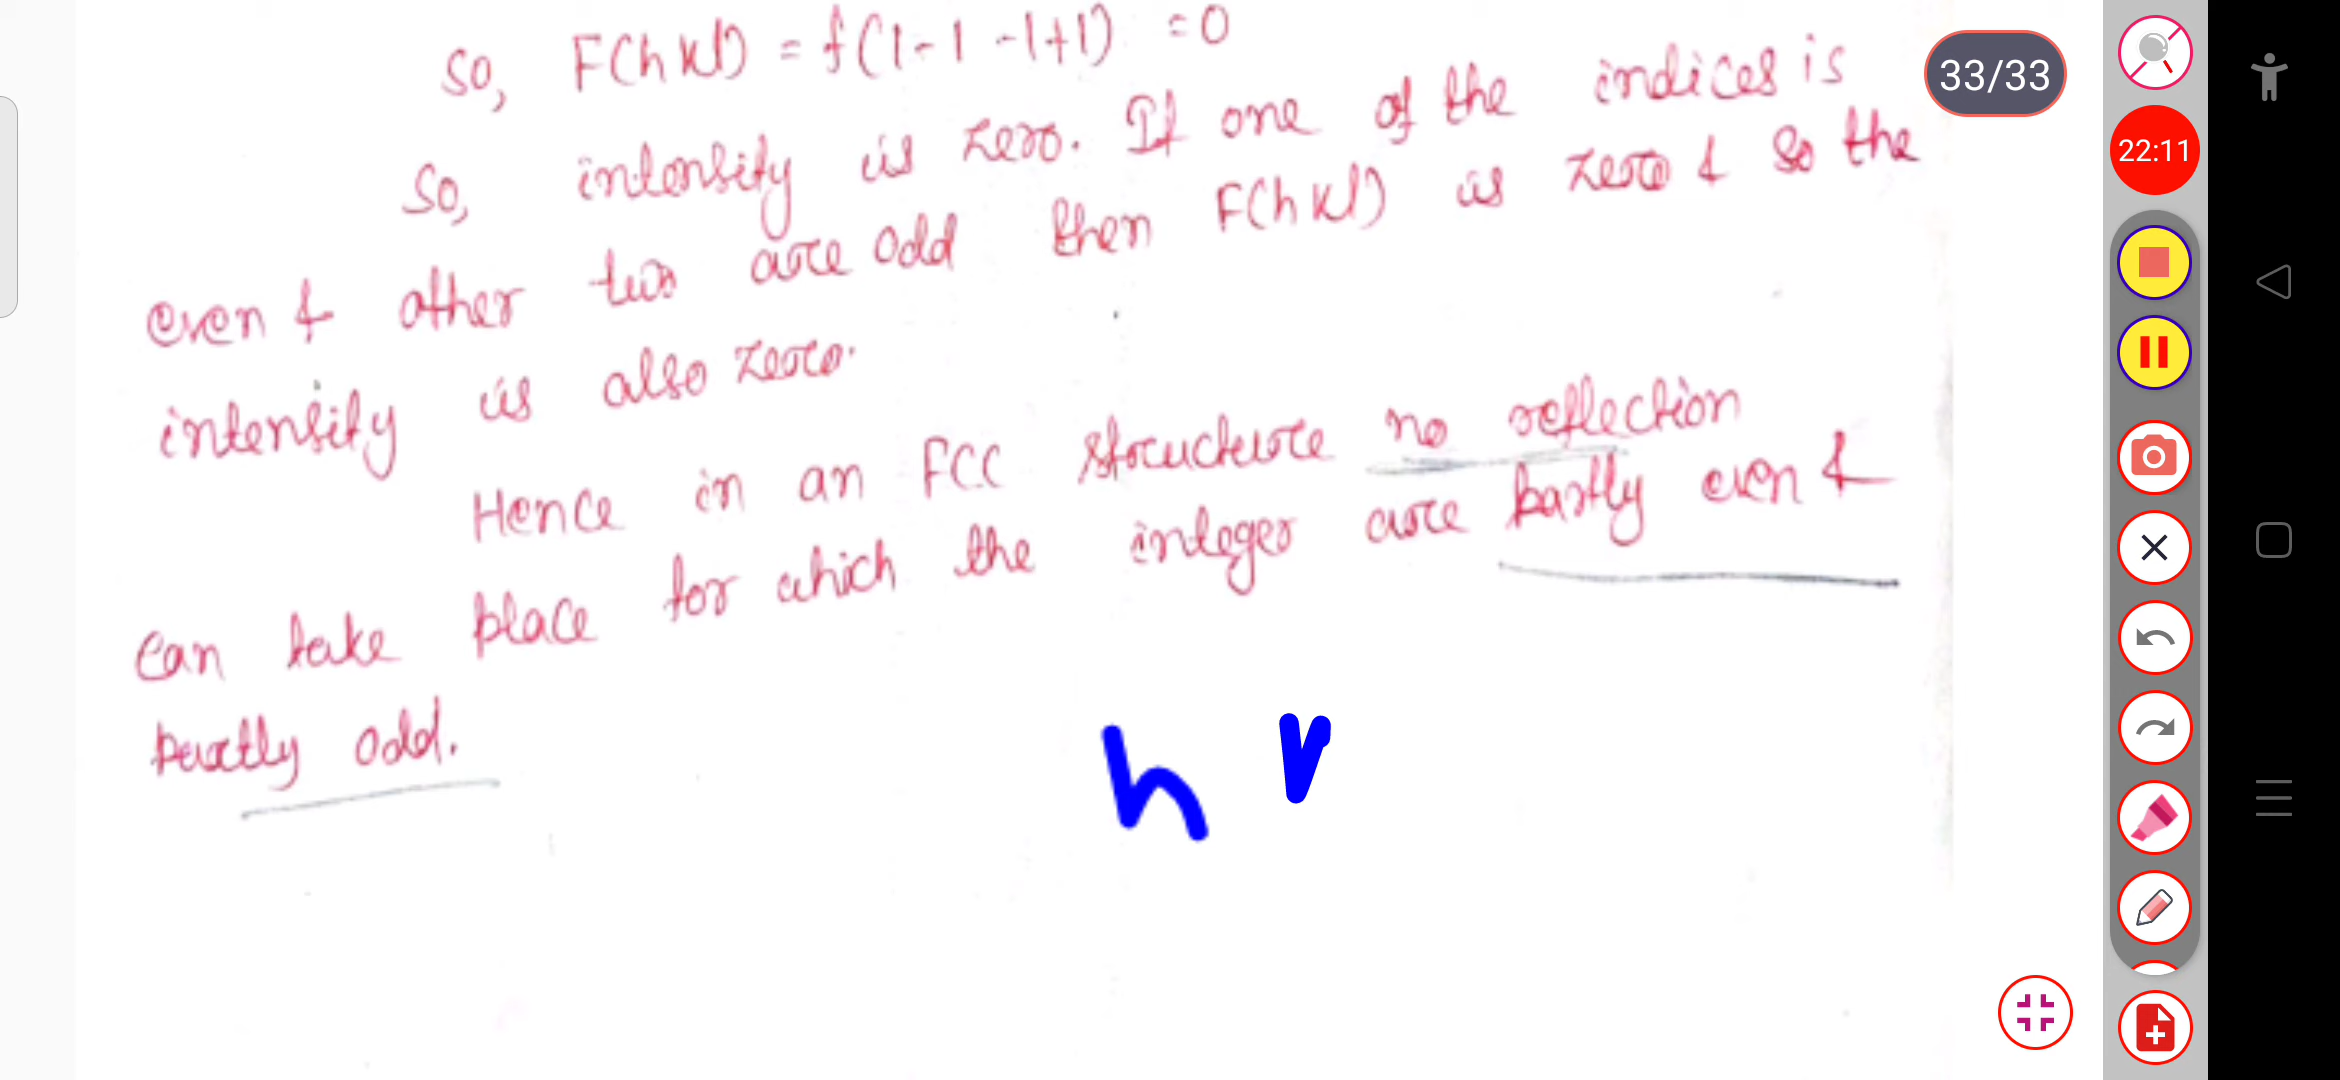 So, F(hkl) = f(1-1-1+1) = 0
33/33
22:11
So, intensity is zero. If one of the indices is
even & other two are odd then F(hkl) is zero & so the
intensity is also zero.
Hence in an FCC structure no reflection
can take place for which the integer are partly even &
partly odd.
h